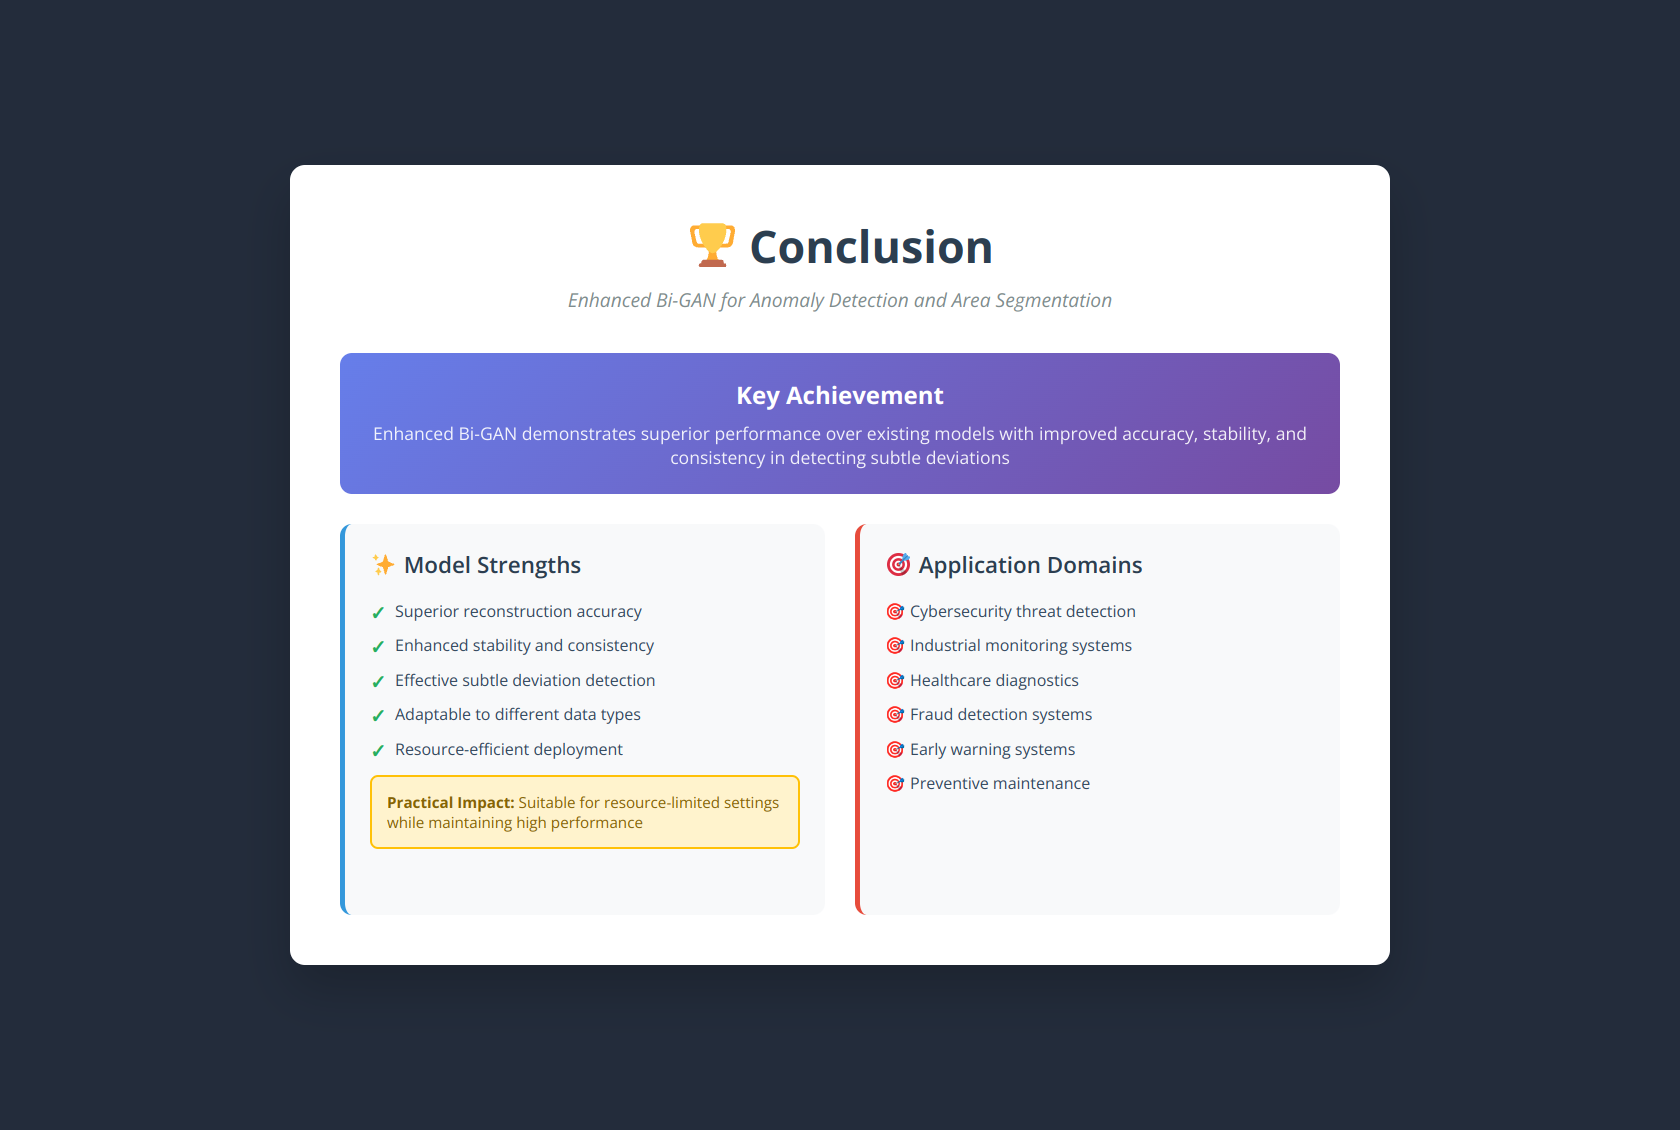 🏆 Conclusion
Enhanced Bi-GAN for Anomaly Detection and Area Segmentation
Key Achievement
Enhanced Bi-GAN demonstrates superior performance over existing models with improved accuracy, stability, and
consistency in detecting subtle deviations
✨ Model Strengths
✓ Superior reconstruction accuracy
✓ Enhanced stability and consistency
✓ Effective subtle deviation detection
✓ Adaptable to different data types
✓ Resource-efficient deployment
Practical Impact: Suitable for resource-limited settings
while maintaining high performance
🎯 Application Domains
🎯 Cybersecurity threat detection
🎯 Industrial monitoring systems
🎯 Healthcare diagnostics
🎯 Fraud detection systems
🎯 Early warning systems
🎯 Preventive maintenance